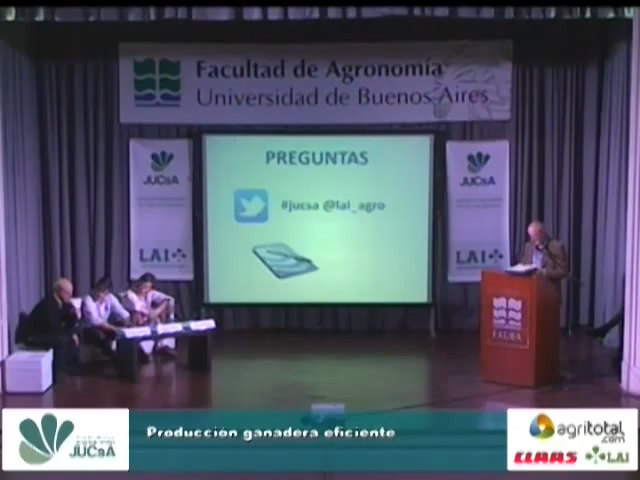 Facultad de Agronomía
Universidad de Buenos Aires
JUCsA
LAI
PREGUNTAS
#jucsa @lai_agro
JUCsA
LAI
FAUBA
JUCsA
Producción ganadera eficiente
agritotal
.com
CLAAS
LAI